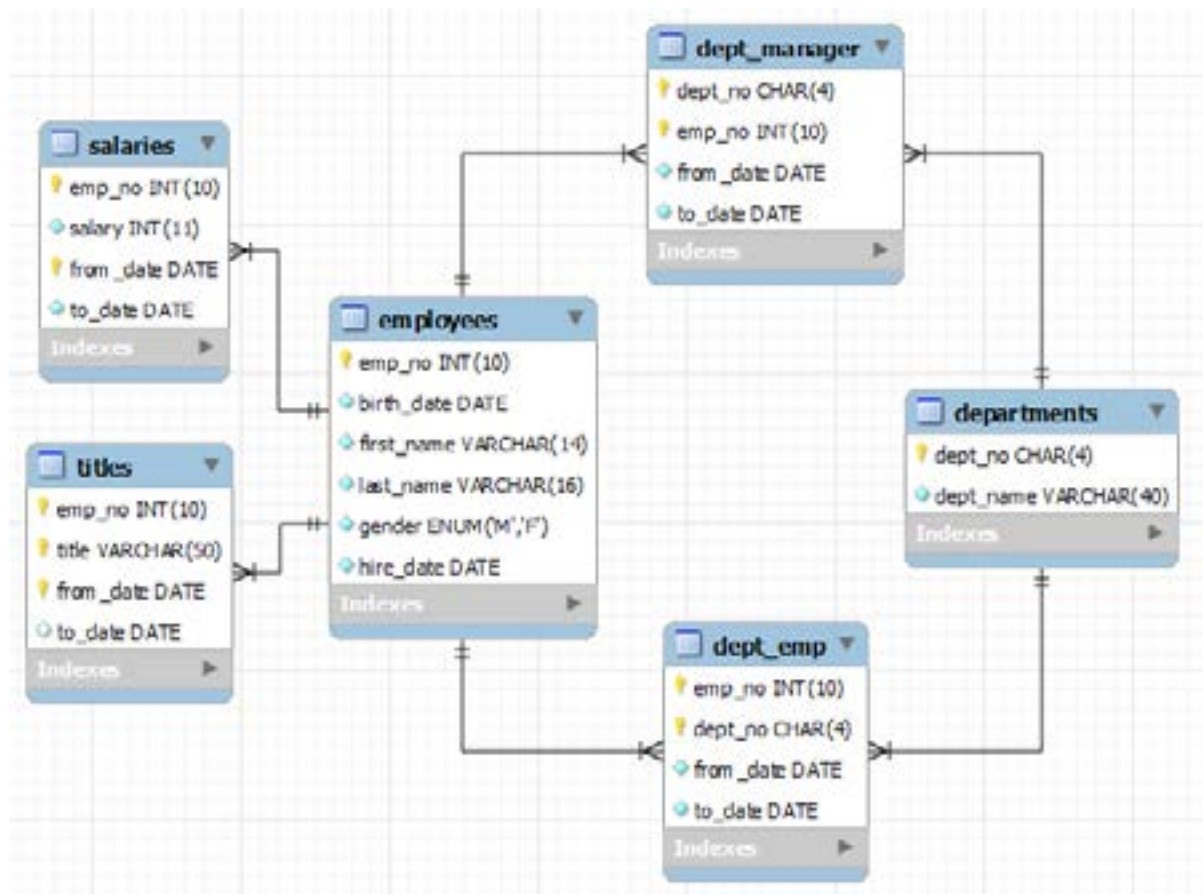 dept_manager
dept_no CHAR(4)
emp_no INT(10)
from_date DATE
to_date DATE
Indexes
salaries
emp_no INT(10)
salary INT(11)
from_date DATE
to_date DATE
Indexes
employees
emp_no INT(10)
birth_date DATE
first_name VARCHAR(14)
last_name VARCHAR(16)
gender ENUM('M','F')
hire_date DATE
Indexes
departments
dept_no CHAR(4)
dept_name VARCHAR(40)
Indexes
titles
emp_no INT(10)
title VARCHAR(50)
from_date DATE
to_date DATE
Indexes
dept_emp
emp_no INT(10)
dept_no CHAR(4)
from_date DATE
to_date DATE
Indexes